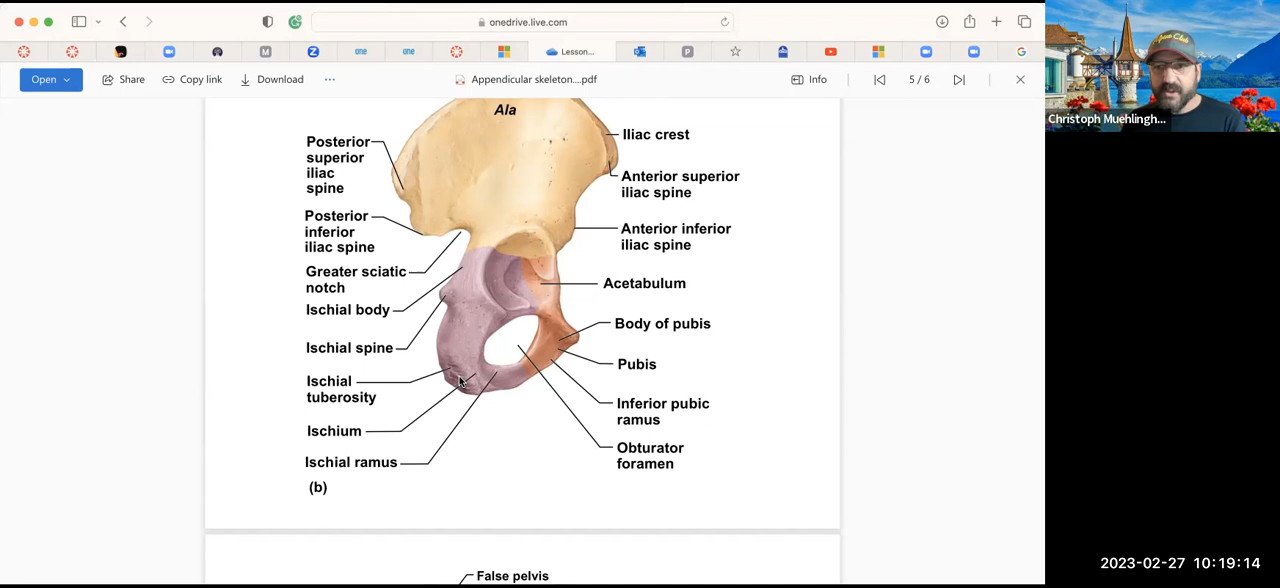 onedrive.live.com
Lesson...
Open
Share
Copy link
Download
Appendicular skeleton....pdf
Info
5 / 6
Christoph Muehlingh...
Ala
Posterior
superior
iliac
spine
Posterior
inferior
iliac spine
Greater sciatic
notch
Ischial body
Ischial spine
Ischial
tuberosity
Ischium
Ischial ramus
(b)
Iliac crest
Anterior superior
iliac spine
Anterior inferior
iliac spine
Acetabulum
Body of pubis
Pubis
Inferior pubic
ramus
Obturator
foramen
False pelvis
2023-02-27 10:19:14